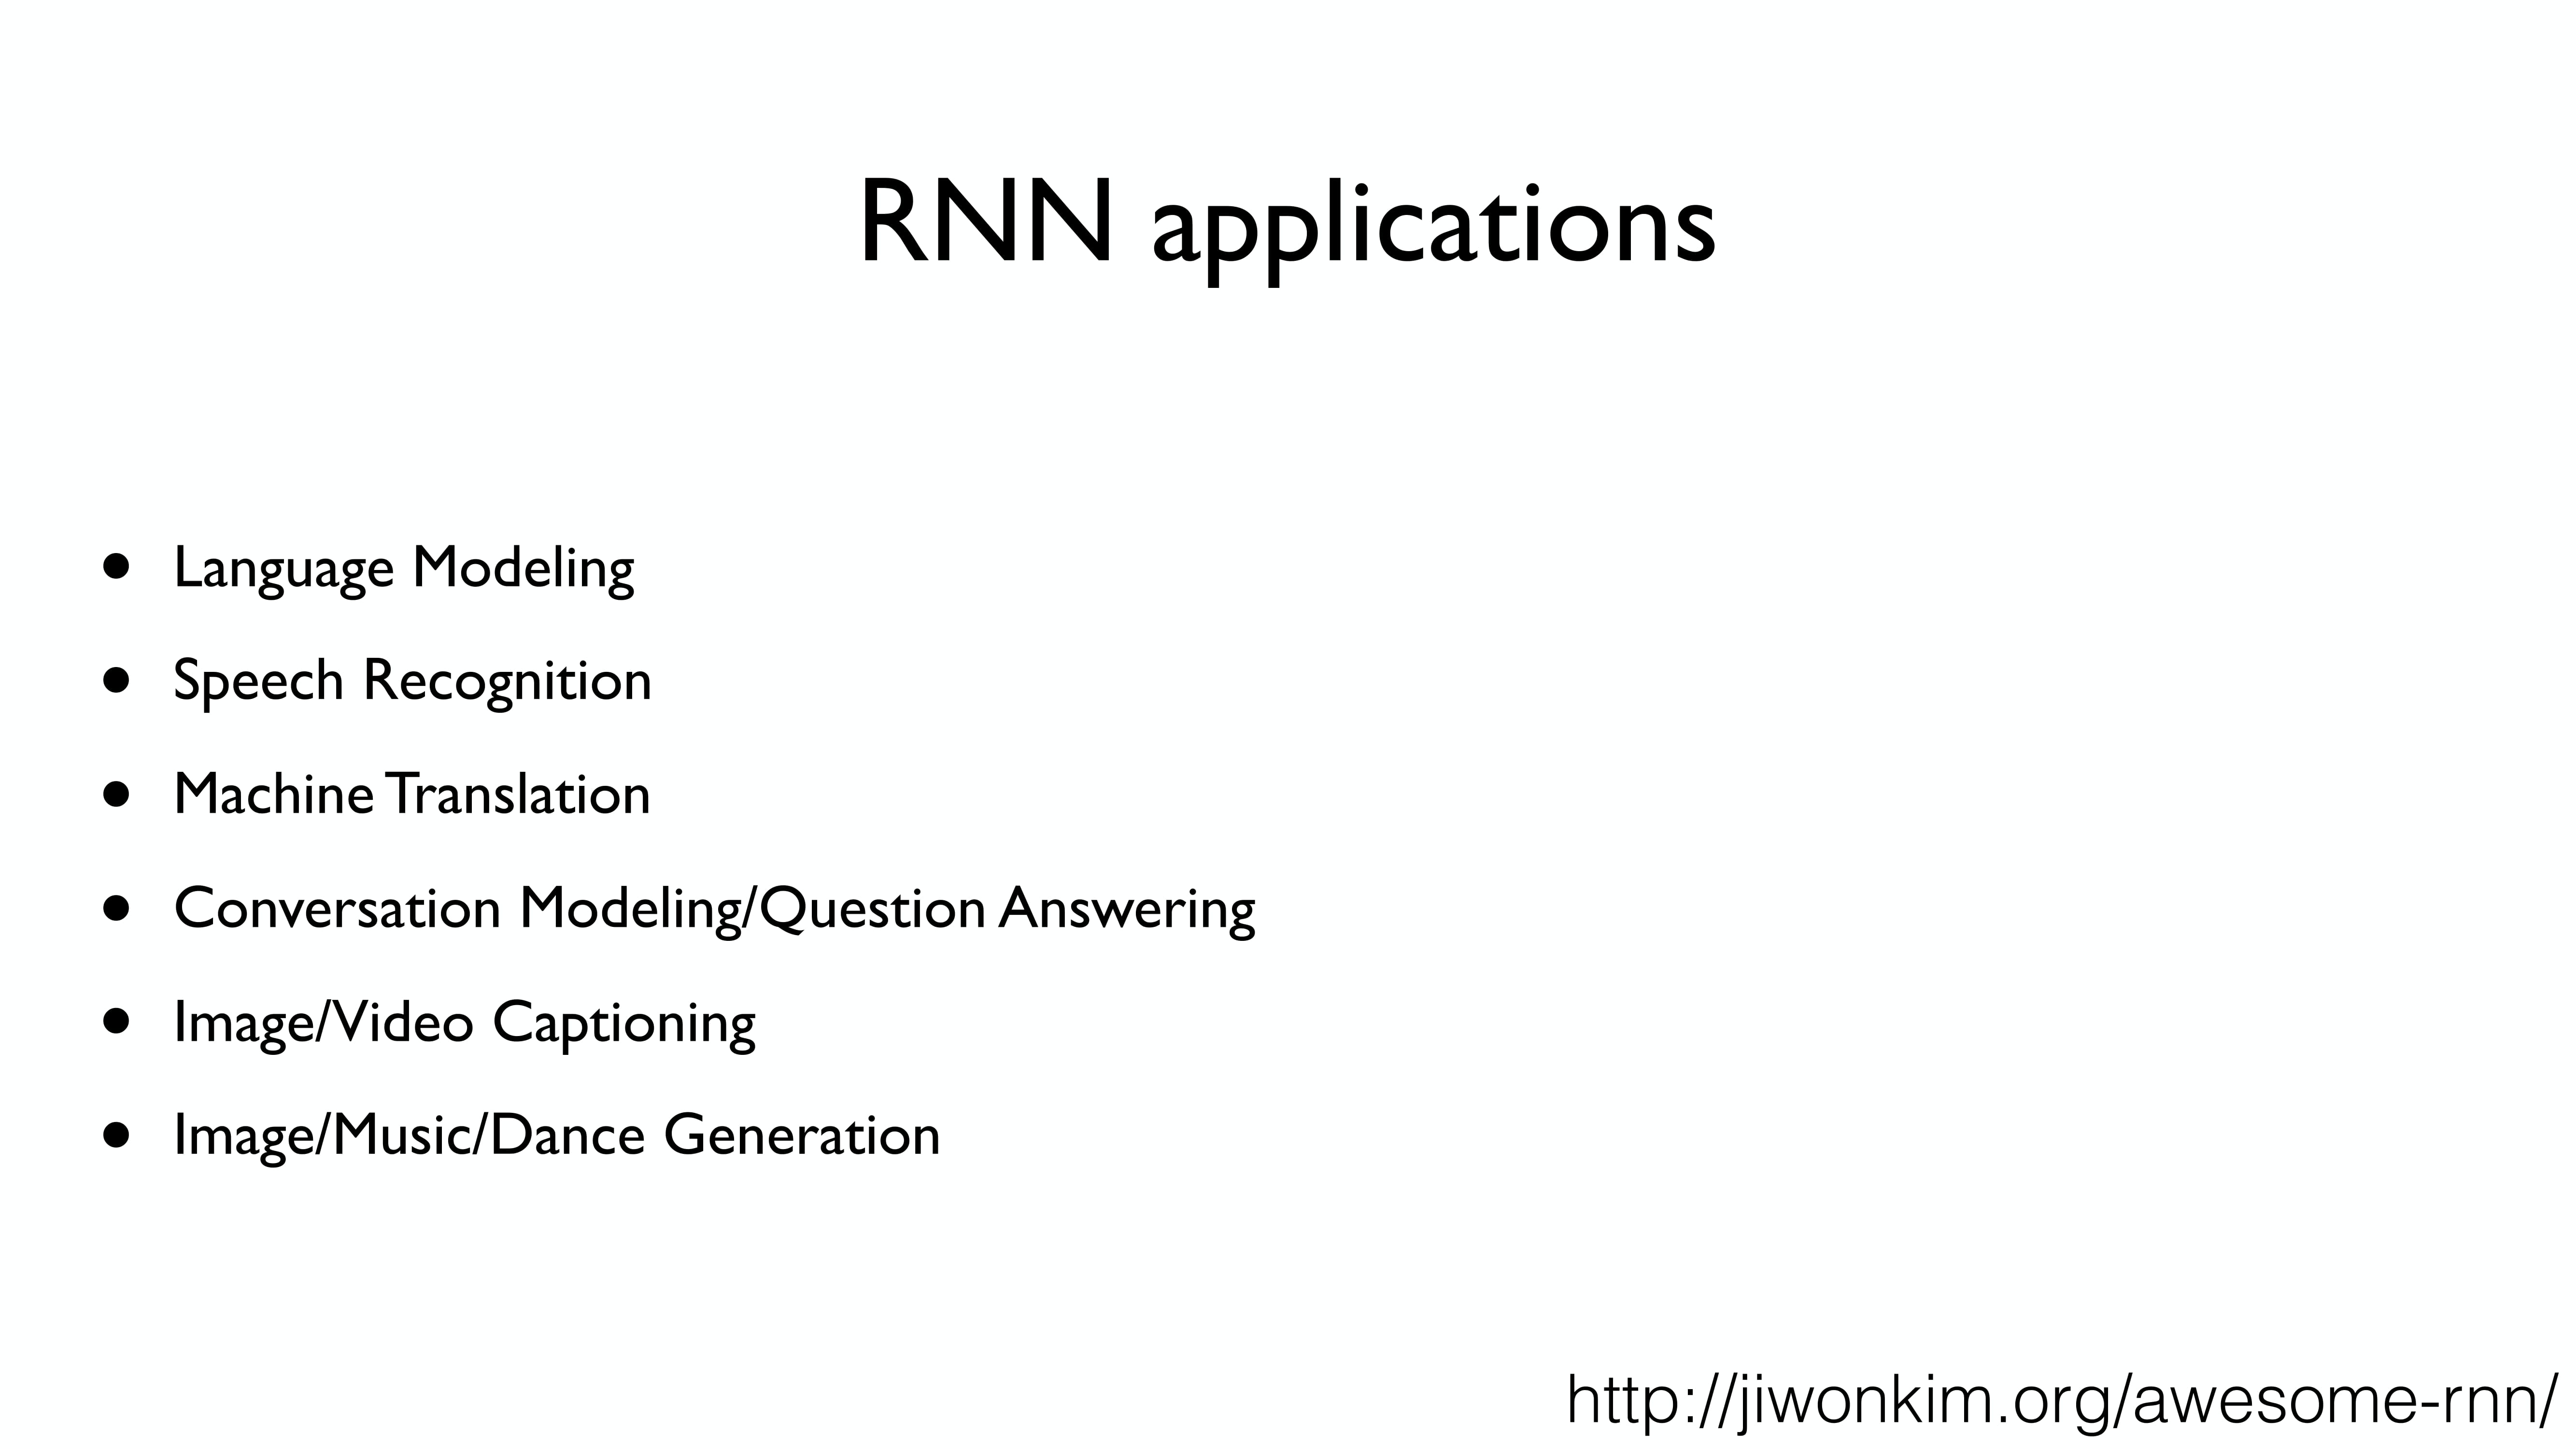 RNN applications
• Language Modeling
• Speech Recognition
• Machine Translation
• Conversation Modeling/Question Answering
• Image/Video Captioning
• Image/Music/Dance Generation
http://jiwonkim.org/awesome-rnn/